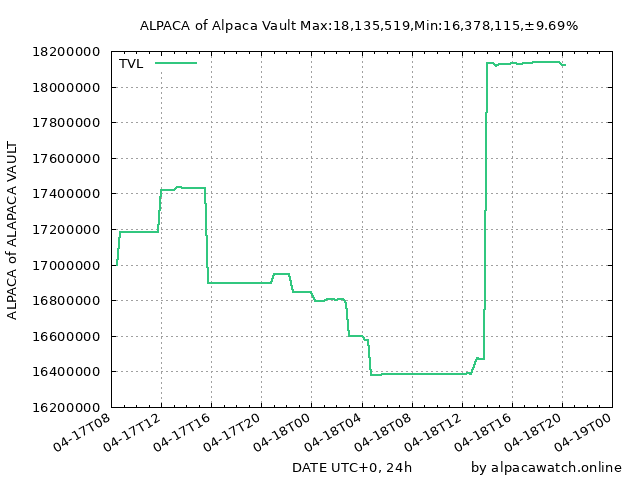 ALPACA of Alpaca Vault Max:18,135,519,Min:16,378,115,±9.69%
TVL
18200000
18000000
17800000
17600000
17400000
17200000
17000000
16800000
16600000
16400000
16200000
ALPACA of ALAPACA VAULT
04-17T08
04-17T12
04-17T16
04-17T20
04-18T00
04-18T04
04-18T08
04-18T12
04-18T16
04-18T20
04-19T00
DATE UTC+0, 24h
by alpacawatch.online